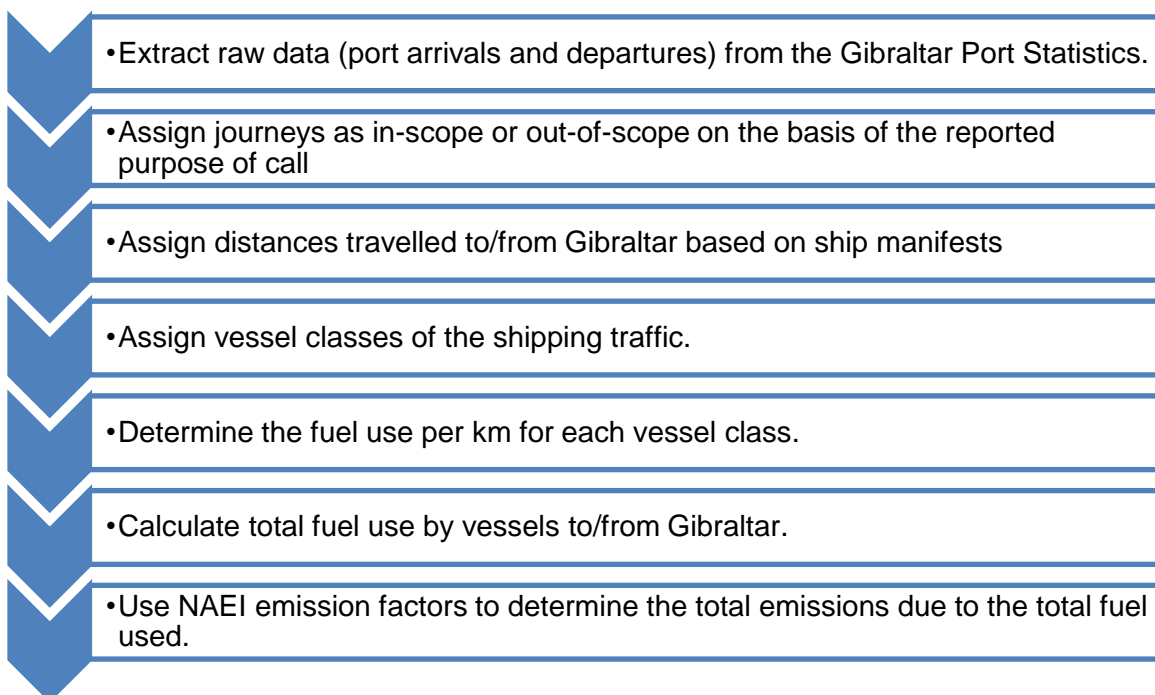 •Extract raw data (port arrivals and departures) from the Gibraltar Port Statistics.
•Assign journeys as in-scope or out-of-scope on the basis of the reported
purpose of call
•Assign distances travelled to/from Gibraltar based on ship manifests
•Assign vessel classes of the shipping traffic.
•Determine the fuel use per km for each vessel class.
•Calculate total fuel use by vessels to/from Gibraltar.
•Use NAEI emission factors to determine the total emissions due to the total fuel
used.